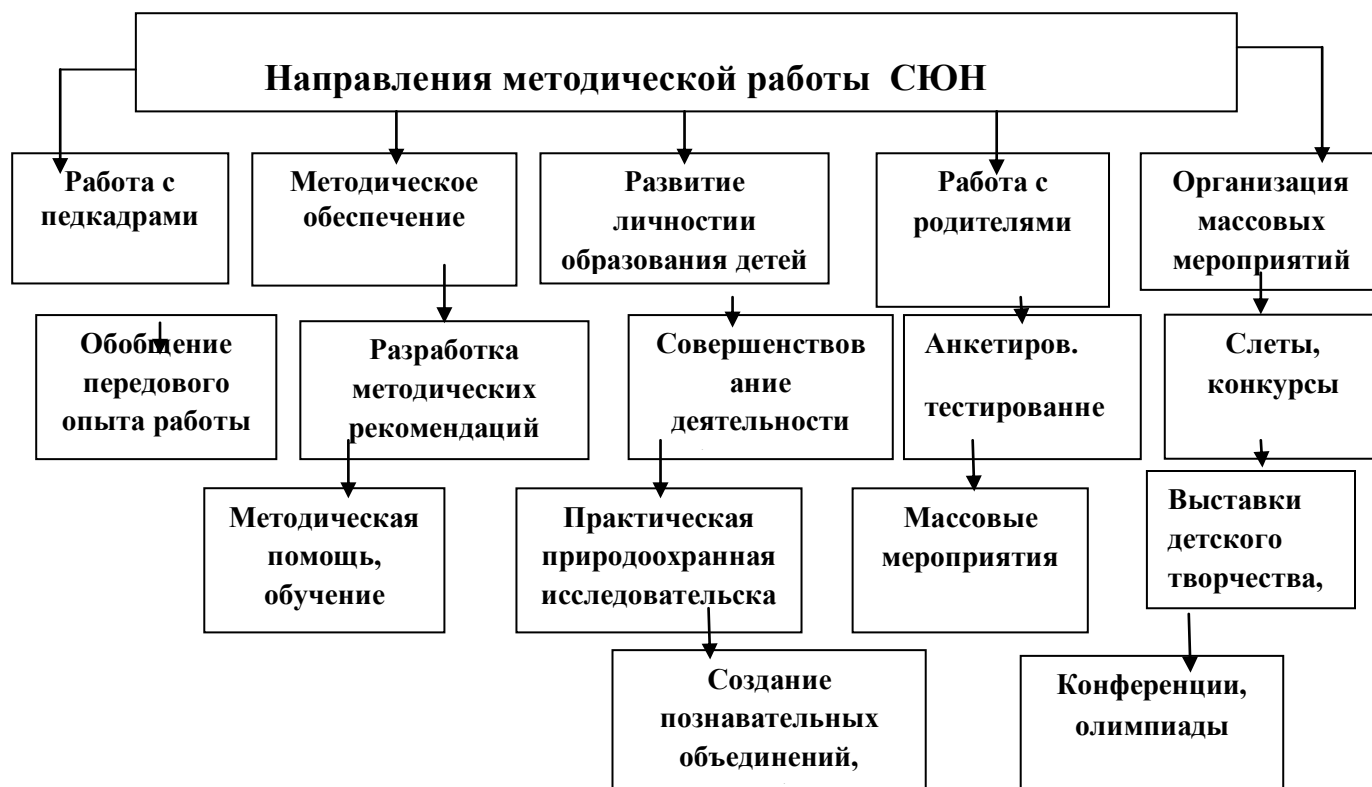 Направления методической работы СЮН
Работа с
педкадрами
Методическое
обеспечение
Развитие
личностии
образования детей
Работа с
родителями
Организация
массовых
мероприятий
Обобщение
передового
опыта работы
Разработка
методических
рекомендаций
Совершенствов
ание
деятельности
Анкетиров.
тестированне
Слеты,
конкурсы
Методическая
помощь,
обучение
Практическая
природоохранная
исследовательска
Массовые
мероприятия
Выставки
детского
творчества,
Создание
познавательных
объединений,
Конференции,
олимпиады